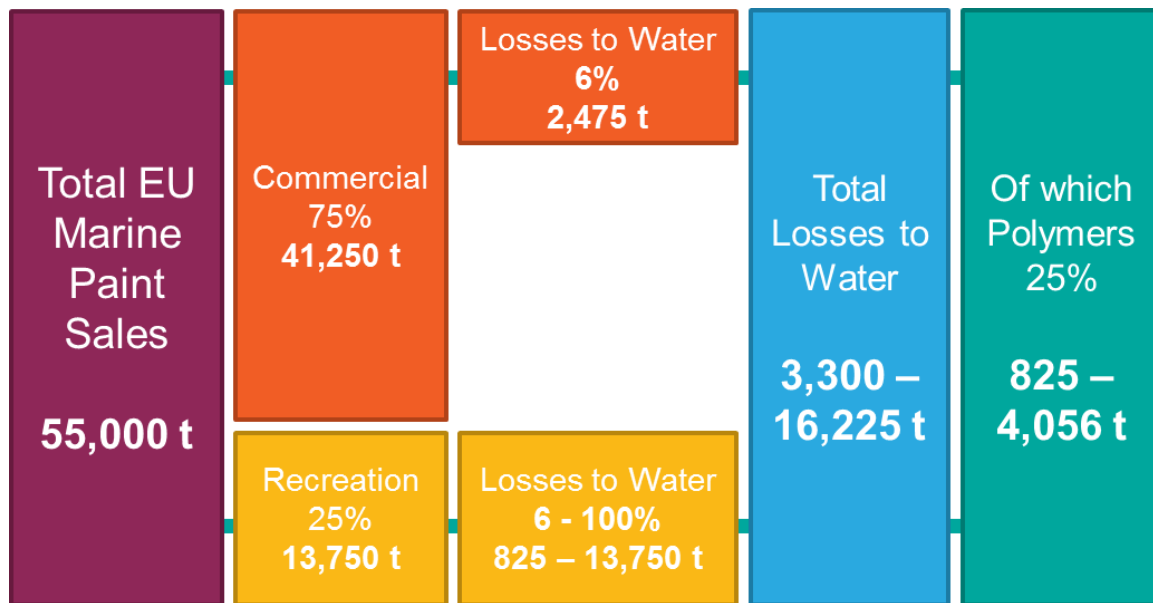 Total EU
Marine
Paint
Sales
55,000 t
Commercial
75%
41,250 t
Losses to Water
6%
2,475 t
Recreation
25%
13,750 t
Losses to Water
6 - 100%
825 – 13,750 t
Total
Losses to
Water
3,300 –
16,225 t
Of which
Polymers
25%
825 –
4,056 t